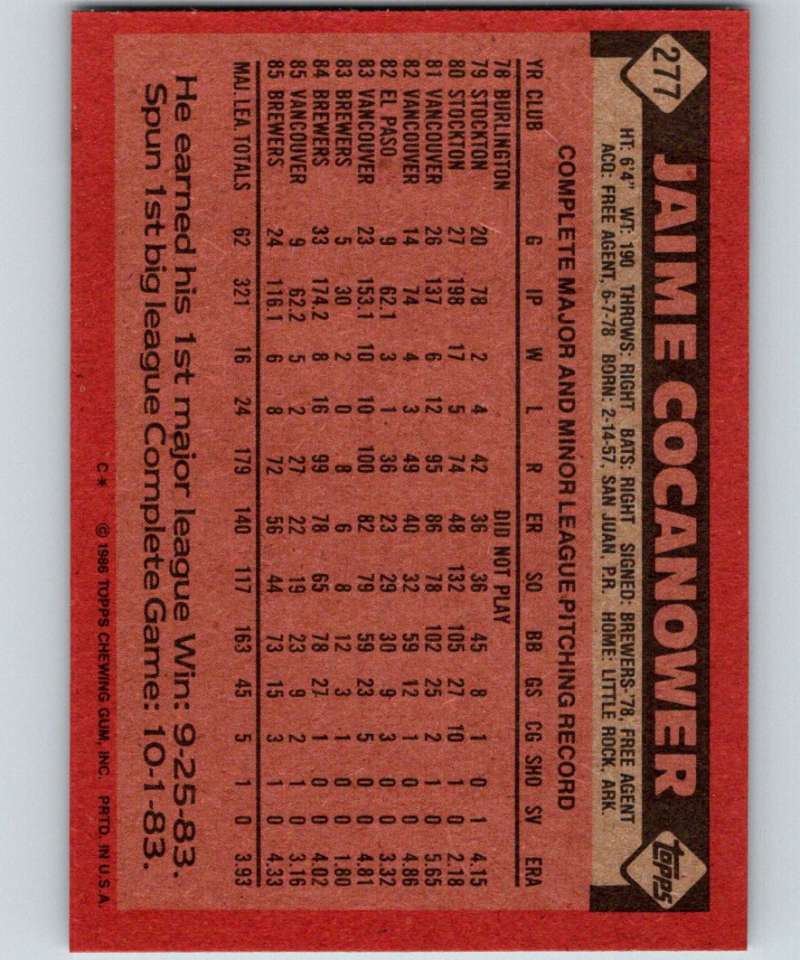 277 JAIME COCANOWER topps
HT: 6'4" WT: 190 THROWS: RIGHT BATS: RIGHT SIGNED: BREWERS-'78, FREE AGENT
ACQ: FREE AGENT, 6-7-78 BORN: 2-14-57, SAN JUAN, P.R. HOME: LITTLE ROCK, ARK.
COMPLETE MAJOR AND MINOR LEAGUE PITCHING RECORD
YR CLUB G IP W L R ER SO BB GS CG SHO SV ERA
78 BURLINGTON DID NOT PLAY
79 STOCKTON 20 78 2 4 42 36 36 45 8 1 0 1 4.15
80 STOCKTON 27 198 17 5 74 48 132 105 27 10 1 0 2.18
81 VANCOUVER 26 137 6 12 95 86 78 102 25 2 1 0 5.65
82 VANCOUVER 14 74 4 3 49 40 32 59 12 1 0 0 4.86
82 EL PASO 9 62.1 3 1 36 23 29 30 9 3 0 0 3.32
83 VANCOUVER 23 153.1 10 10 100 82 79 59 23 5 0 0 4.81
83 BREWERS 5 30 2 0 8 6 8 12 3 1 0 0 1.80
84 BREWERS 33 174.2 8 16 99 78 65 78 27 1 0 0 4.02
85 VANCOUVER 9 62.2 5 2 27 22 19 23 9 2 1 0 3.16
85 BREWERS 24 116.1 6 8 72 56 44 73 15 3 1 0 4.33
MAJ. LEA. TOTALS 62 321 16 24 179 140 117 163 45 5 1 0 3.93
He earned his 1st major league Win: 9-25-83.
Spun 1st big league Complete Game: 10-1-83.
C* © 1986 TOPPS CHEWING GUM, INC. PRTD. IN U.S.A.